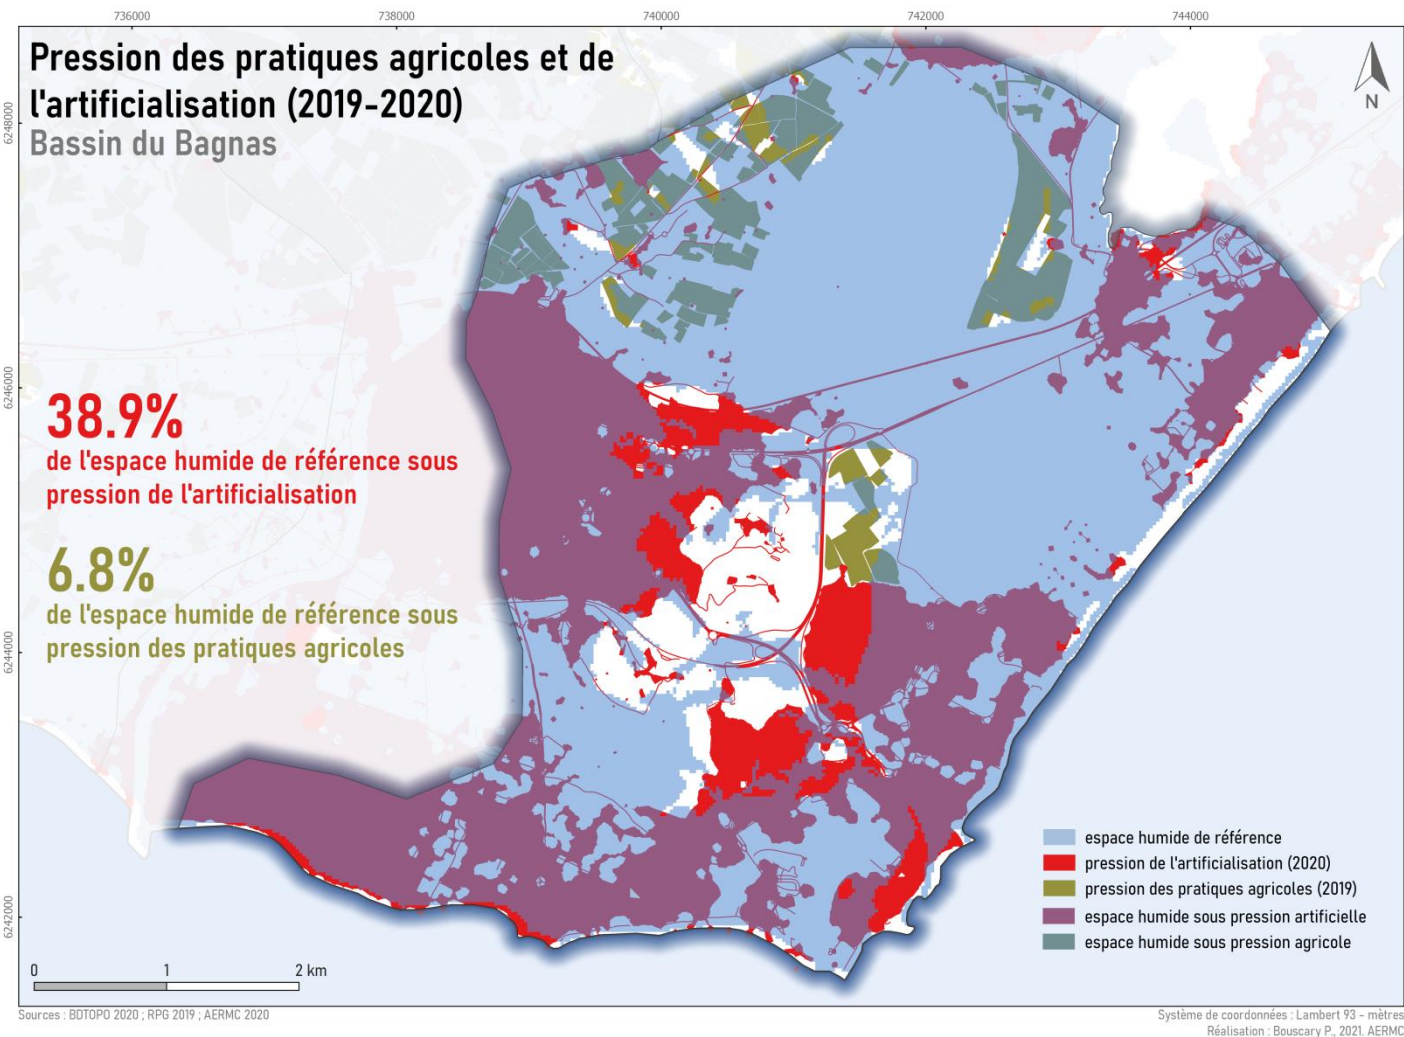 736000
738000
740000
742000
744000
Pression des pratiques agricoles et de
l'artificialisation (2019-2020)
Bassin du Bagnas
N
6248000
6246000
38.9%
de l'espace humide de référence sous
pression de l'artificialisation
6.8%
de l'espace humide de référence sous
pression des pratiques agricoles
6244000
6242000
espace humide de référence
pression de l'artificialisation (2020)
pression des pratiques agricoles (2019)
espace humide sous pression artificielle
espace humide sous pression agricole
0 1 2 km
Sources : BDTOPO 2020 ; RPG 2019 ; AERMC 2020
Système de coordonnées : Lambert 93 - mètres
Réalisation : Bouscary P., 2021. AERMC